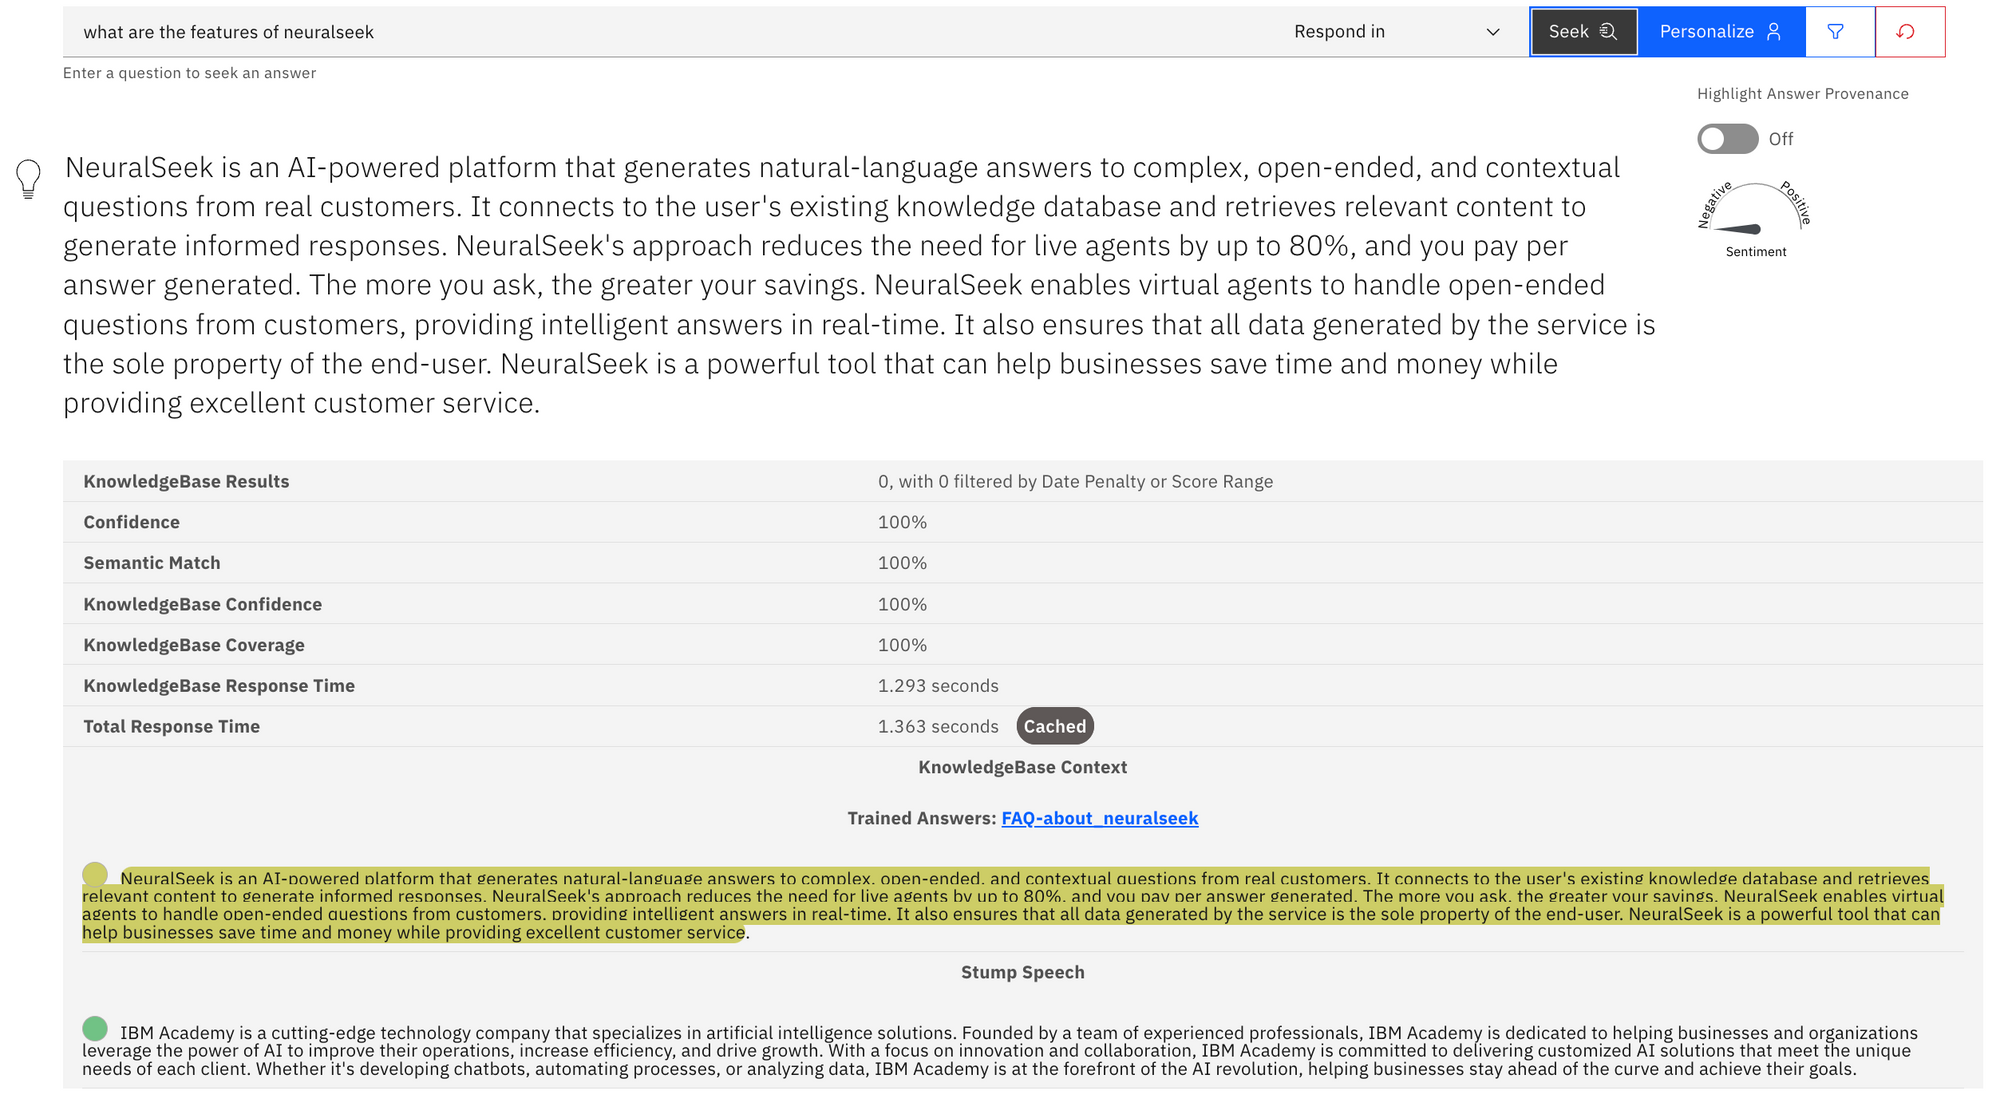 what are the features of neuralseek
Respond in
Seek
Personalize
Enter a question to seek an answer
Highlight Answer Provenance
Off
Negative
Positive
Sentiment
NeuralSeek is an AI-powered platform that generates natural-language answers to complex, open-ended, and contextual
questions from real customers. It connects to the user's existing knowledge database and retrieves relevant content to
generate informed responses. NeuralSeek's approach reduces the need for live agents by up to 80%, and you pay per
answer generated. The more you ask, the greater your savings. NeuralSeek enables virtual agents to handle open-ended
questions from customers, providing intelligent answers in real-time. It also ensures that all data generated by the service is
the sole property of the end-user. NeuralSeek is a powerful tool that can help businesses save time and money while
providing excellent customer service.
KnowledgeBase Results 0, with 0 filtered by Date Penalty or Score Range
Confidence 100%
Semantic Match 100%
KnowledgeBase Confidence 100%
KnowledgeBase Coverage 100%
KnowledgeBase Response Time 1.293 seconds
Total Response Time 1.363 seconds Cached
KnowledgeBase Context
Trained Answers: FAQ-about_neuralseek
NeuralSeek is an AI-powered platform that generates natural-language answers to complex, open-ended, and contextual questions from real customers. It connects to the user's existing knowledge database and retrieves
relevant content to generate informed responses. NeuralSeek's approach reduces the need for live agents by up to 80%, and you pay per answer generated. The more you ask, the greater your savings. NeuralSeek enables virtual
agents to handle open-ended questions from customers, providing intelligent answers in real-time. It also ensures that all data generated by the service is the sole property of the end-user. NeuralSeek is a powerful tool that can
help businesses save time and money while providing excellent customer service.
Stump Speech
IBM Academy is a cutting-edge technology company that specializes in artificial intelligence solutions. Founded by a team of experienced professionals, IBM Academy is dedicated to helping businesses and organizations
leverage the power of AI to improve their operations, increase efficiency, and drive growth. With a focus on innovation and collaboration, IBM Academy is committed to delivering customized AI solutions that meet the unique
needs of each client. Whether it's developing chatbots, automating processes, or analyzing data, IBM Academy is at the forefront of the AI revolution, helping businesses stay ahead of the curve and achieve their goals.